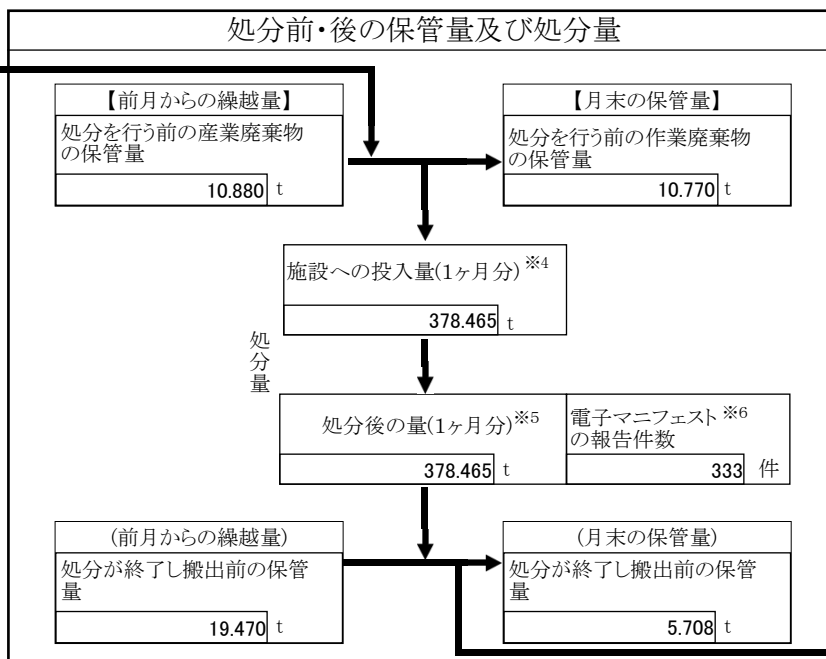 処分前・後の保管量及び処分量
【前月からの繰越量】
処分を行う前の産業廃棄物
の保管量
10.880 t
【月末の保管量】
処分を行う前の作業廃棄物
の保管量
10.770 t
施設への投入量(1ヶ月分)※4
378.465 t
処分量
処分後の量(1ヶ月分)※5
378.465 t
電子マニフェスト※6
の報告件数
333 件
(前月からの繰越量)
処分が終了し搬出前の保管
量
19.470 t
(月末の保管量)
処分が終了し搬出前の保管
量
5.708 t